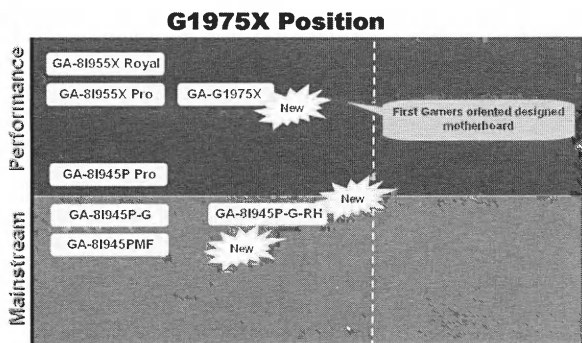 G1975X Position
Performance
GA-8I955X Royal
GA-8I955X Pro
GA-G1975X
New
First Gamers oriented designed
motherboard
GA-8I945P Pro
New
Mainstream
GA-8I945P-G
GA-8I945P-G-RH
GA-8I945PMF
New